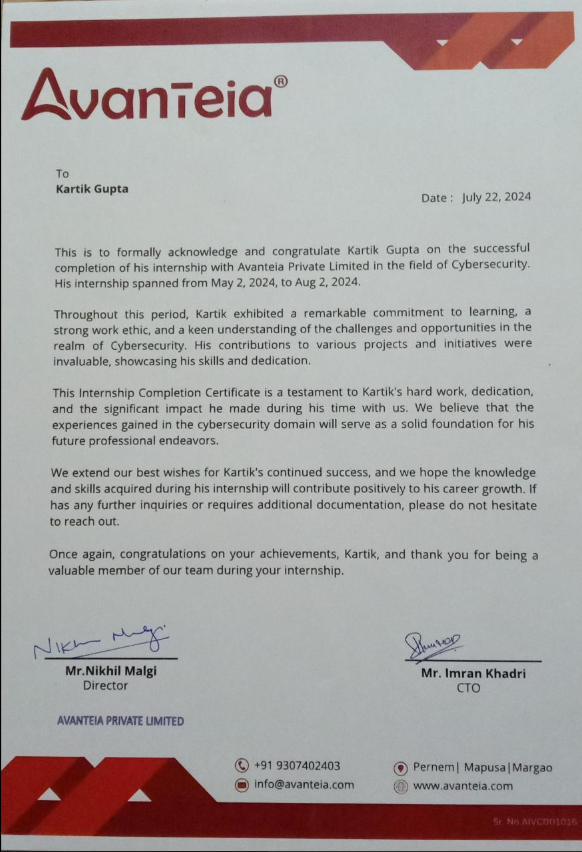 Avanteia®
To
Kartik Gupta
Date : July 22, 2024
This is to formally acknowledge and congratulate Kartik Gupta on the successful
completion of his internship with Avanteia Private Limited in the field of Cybersecurity.
His internship spanned from May 2, 2024, to Aug 2, 2024.
Throughout this period, Kartik exhibited a remarkable commitment to learning, a
strong work ethic, and a keen understanding of the challenges and opportunities in the
realm of Cybersecurity. His contributions to various projects and initiatives were
invaluable, showcasing his skills and dedication.
This Internship Completion Certificate is a testament to Kartik's hard work, dedication,
and the significant impact he made during his time with us. We believe that the
experiences gained in the cybersecurity domain will serve as a solid foundation for his
future professional endeavors.
We extend our best wishes for Kartik's continued success, and we hope the knowledge
and skills acquired during his internship will contribute positively to his career growth. If
has any further inquiries or requires additional documentation, please do not hesitate
to reach out.
Once again, congratulations on your achievements, Kartik, and thank you for being a
valuable member of our team during your internship.
Mr.Nikhil Malgi
Director
Mr. Imran Khadri
CTO
AVANTEIA PRIVATE LIMITED
+91 9307402403
Pernem| Mapusa|Margao
info@avanteia.com
www.avanteia.com
Sr. No.AIVC001016